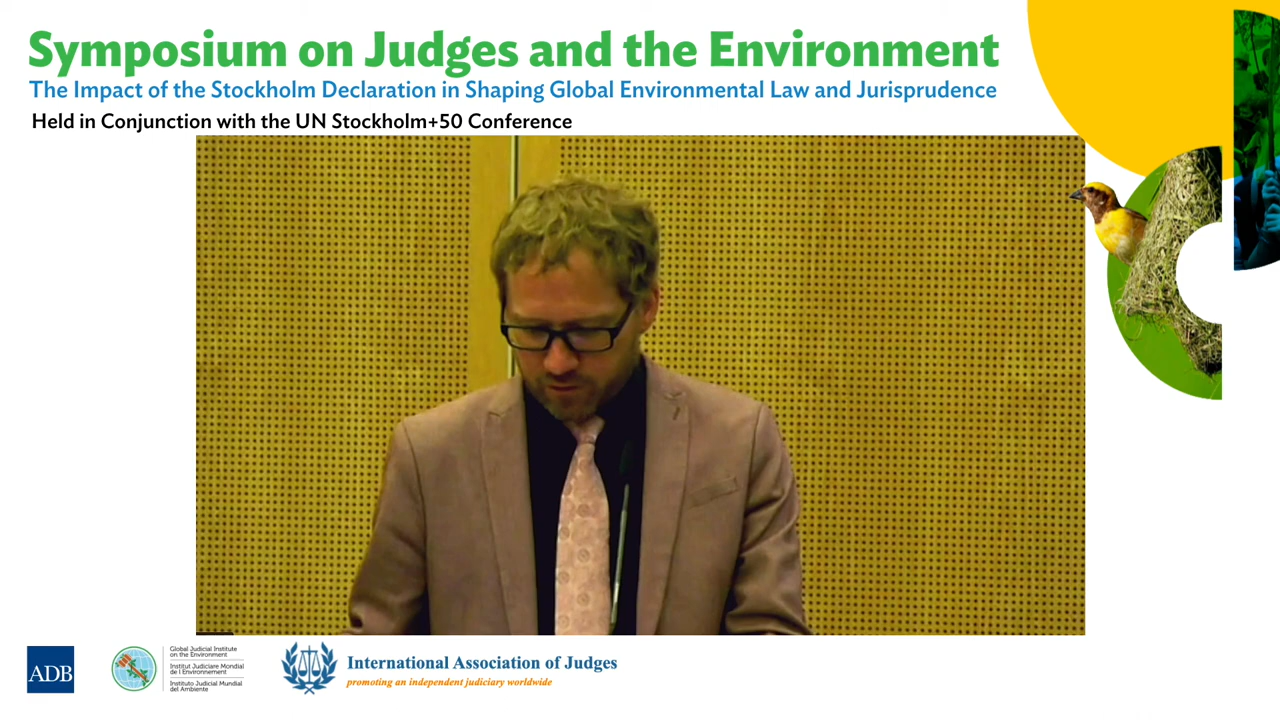 Symposium on Judges and the Environment
The Impact of the Stockholm Declaration in Shaping Global Environmental Law and Jurisprudence
Held in Conjunction with the UN Stockholm+50 Conference
ADB
Global Judicial Institute
on the Environment
Institut Judiciaire Mondial
de l'Environnement
Instituto Judicial Mundial
del Ambiente
International Association of Judges
promoting an independent judiciary worldwide